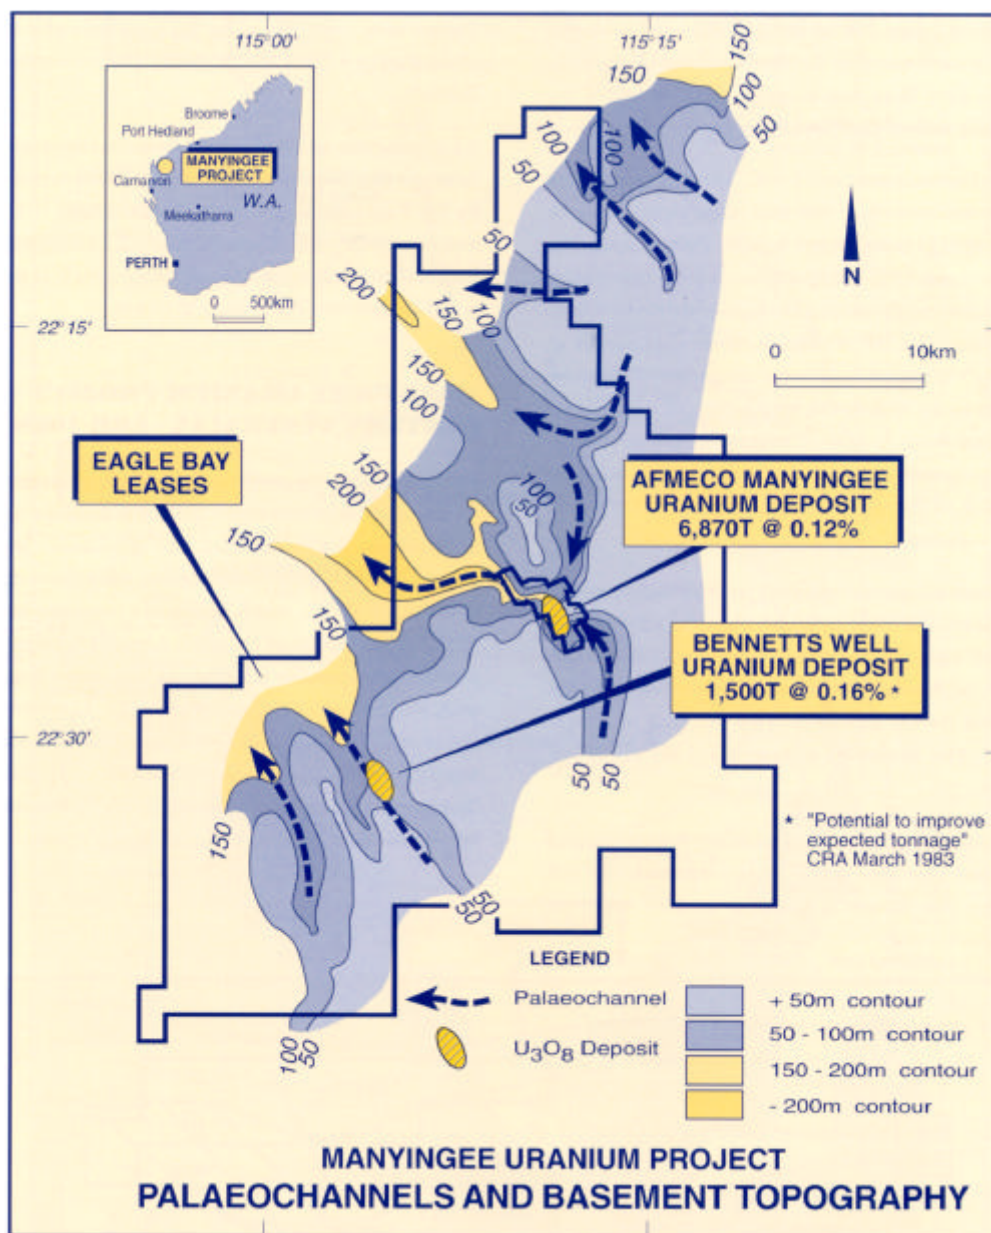 115°00'
115°15'
150
150
100
50
Broome
Port Hedland
MANYINGEE
PROJECT
Carnarvon
W.A.
Meekatharra
PERTH
0 500km
100
100
50
50
N
200
150
100
22°15'
0 10km
150
100
EAGLE BAY
LEASES
150
200
100
50
AFMECO MANYINGEE
URANIUM DEPOSIT
6,870T @ 0.12%
150
150
BENNETTS WELL
URANIUM DEPOSIT
1,500T @ 0.16% *
22°30'
50
50
150
* "Potential to improve
expected tonnage"
CRA March 1983
50
50
LEGEND
Palaeochannel
U₃O₈ Deposit
+ 50m contour
50 - 100m contour
150 - 200m contour
- 200m contour
100
50
MANYINGEE URANIUM PROJECT
PALAEOCHANNELS AND BASEMENT TOPOGRAPHY